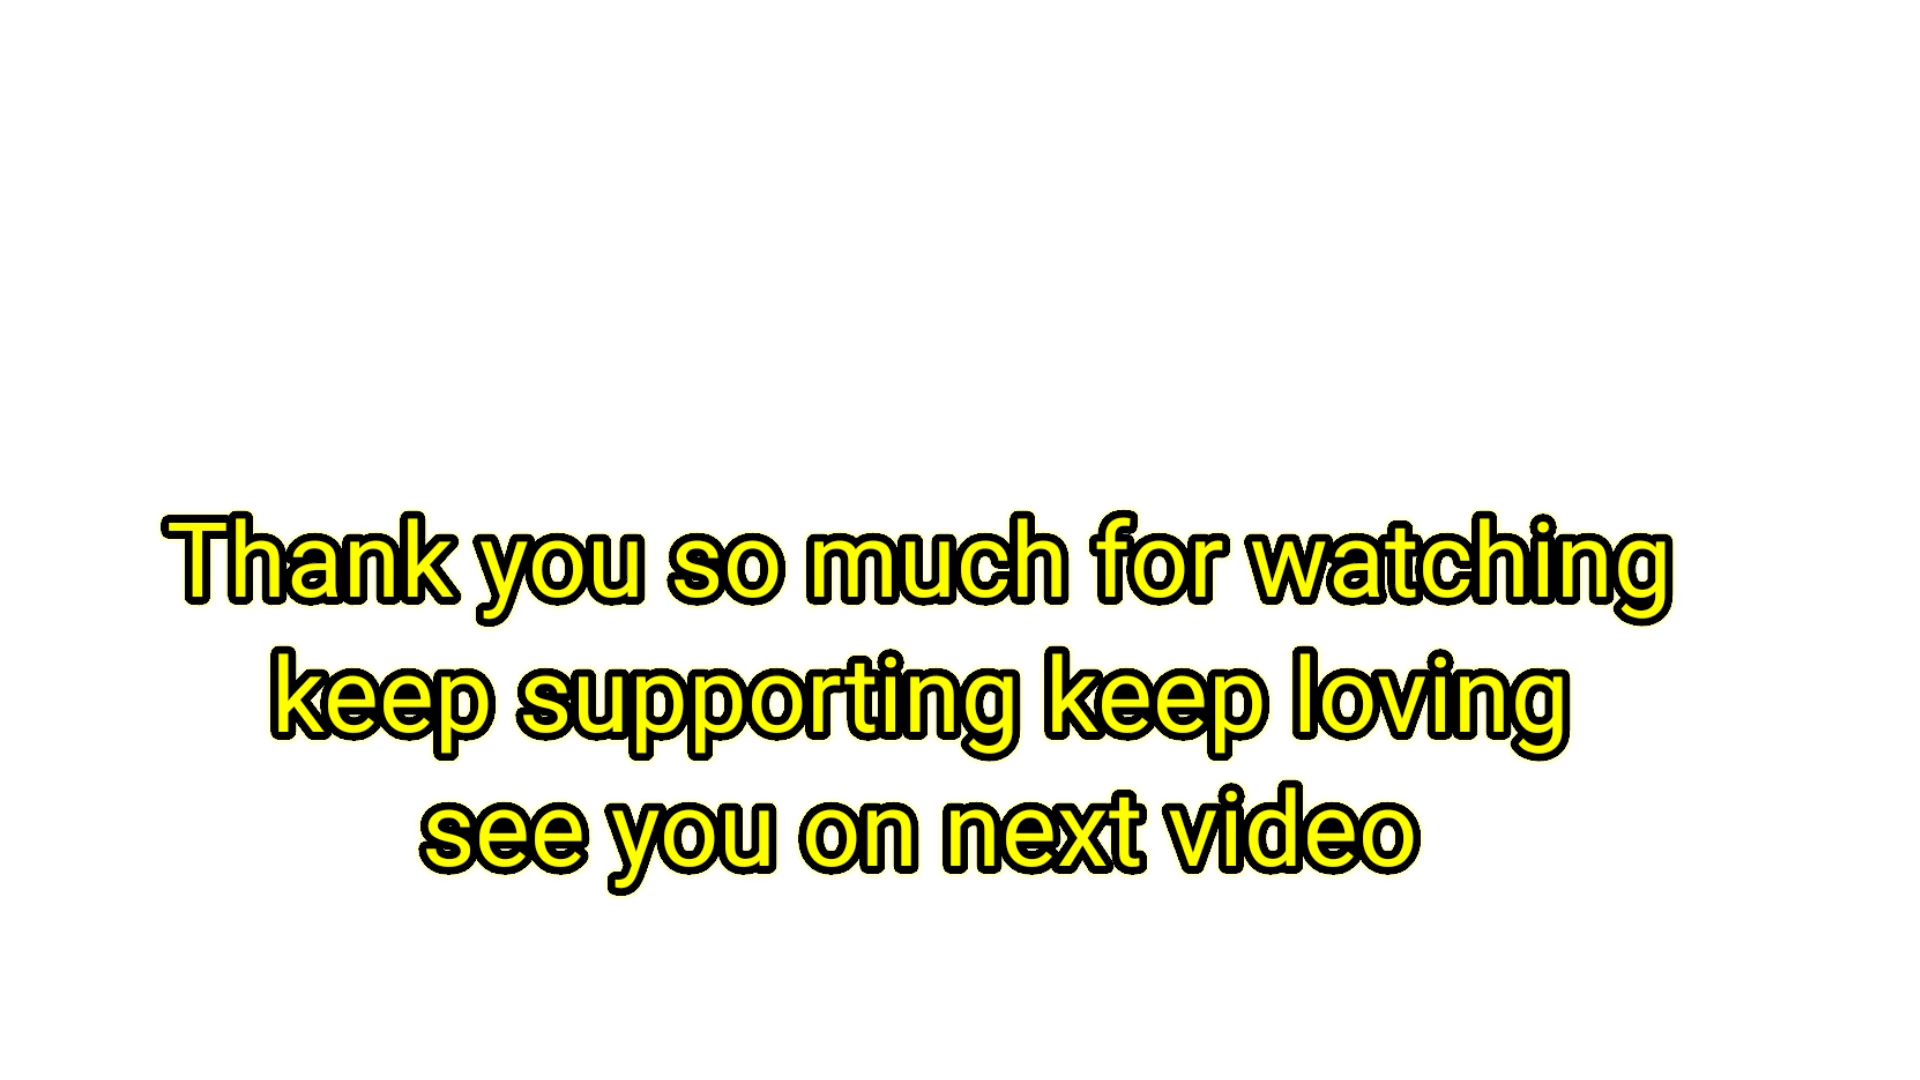 Thank you so much for watching
keep supporting keep loving
see you on next video